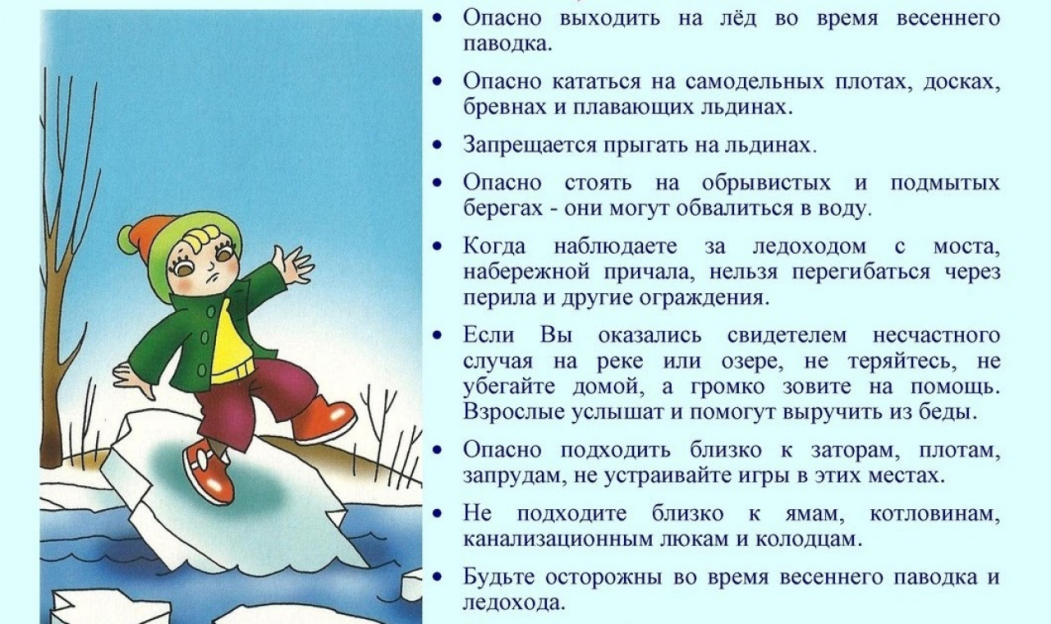 Опасно выходить на лёд во время весеннего
паводка.
Опасно кататься на самодельных плотах, досках,
бревнах и плавающих льдинах.
Запрещается прыгать на льдинах.
Опасно стоять на обрывистых и подмытых
берегах - они могут обвалиться в воду.
Когда наблюдаете за ледоходом с моста,
набережной причала, нельзя перегибаться через
перила и другие ограждения.
Если Вы оказались свидетелем несчастного
случая на реке или озере, не теряйтесь, не
убегайте домой, а громко зовите на помощь.
Взрослые услышат и помогут выручить из беды.
Опасно подходить близко к заторам, плотам,
запрудам, не устраивайте игры в этих местах.
Не подходите близко к ямам, котловинам,
канализационным люкам и колодцам.
Будьте осторожны во время весеннего паводка и
ледохода.